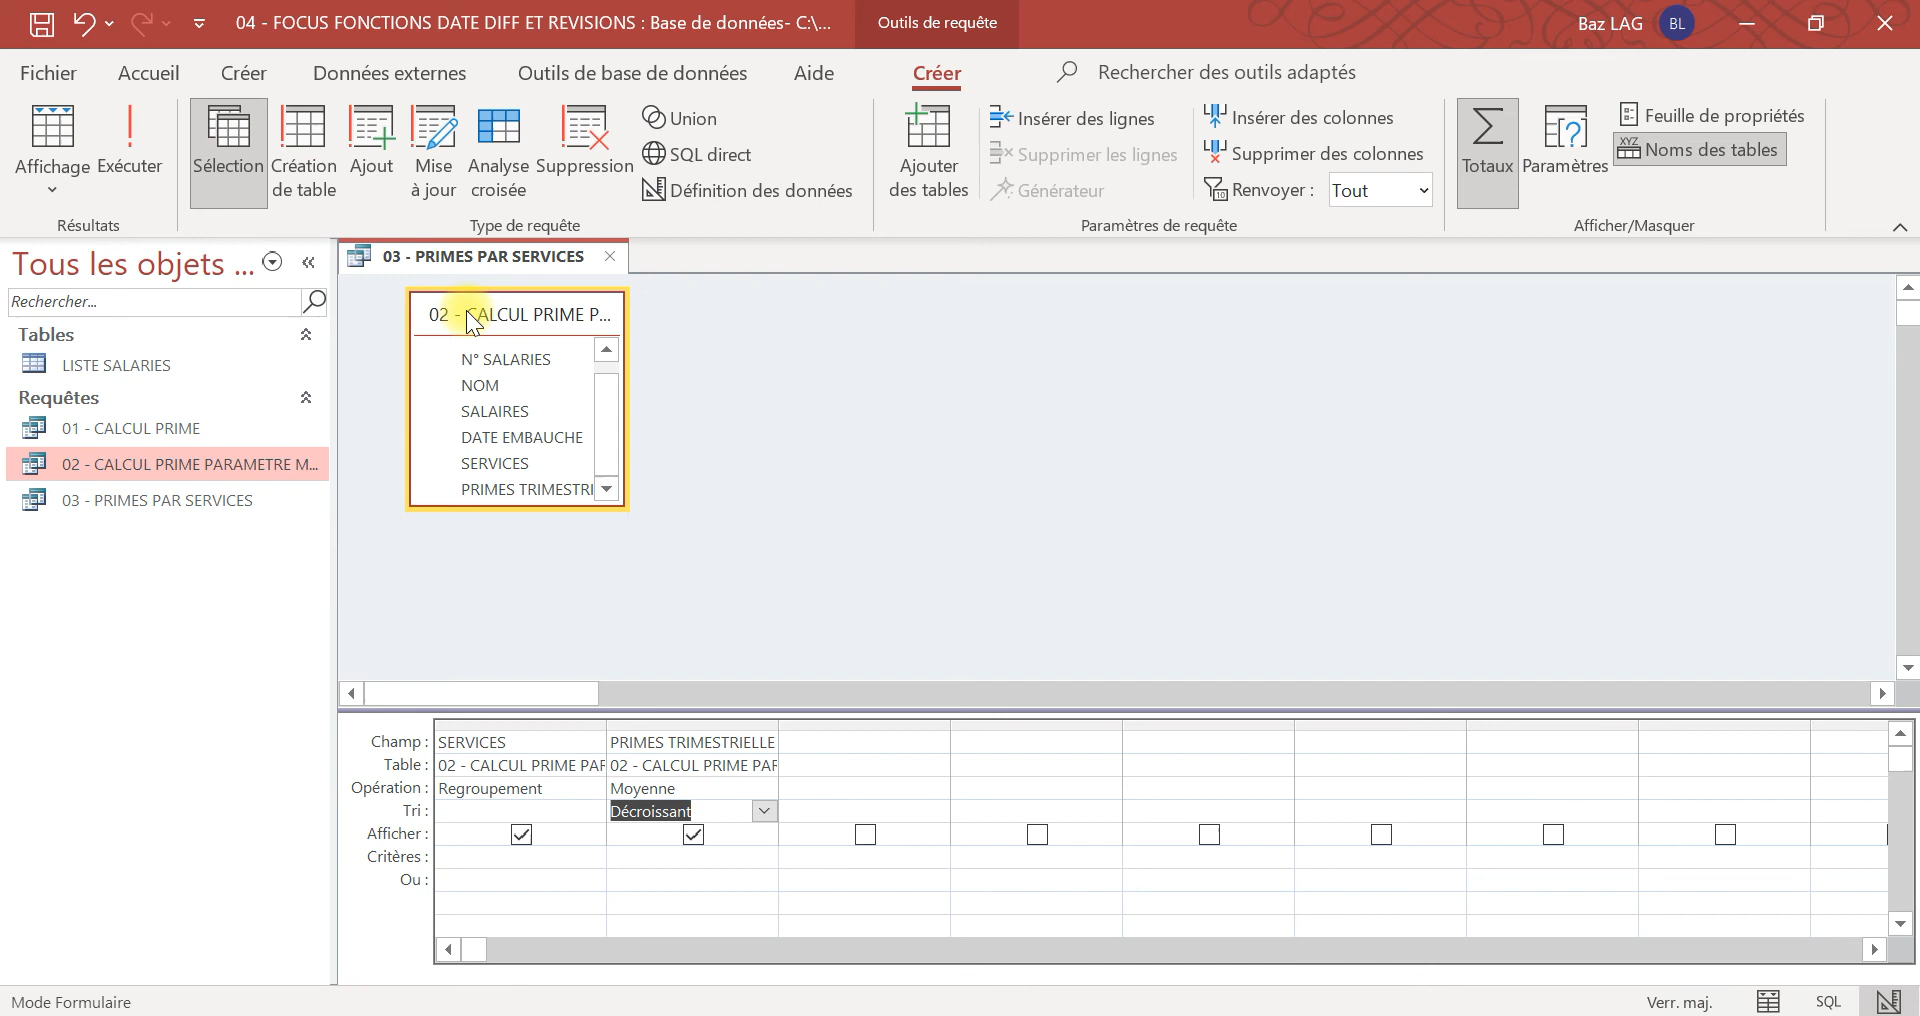 04 - FOCUS FONCTIONS DATE DIFF ET REVISIONS : Base de données- C:\...
Outils de requête
Baz LAG
BL
Fichier
Accueil
Créer
Données externes
Outils de base de données
Aide
Créer
Rechercher des outils adaptés
Affichage
Exécuter
Résultats
Sélection
Création
de table
Ajout
Mise
à jour
Analyse
croisée
Suppression
Union
SQL direct
Définition des données
Type de requête
Ajouter
des tables
Insérer des lignes
Supprimer les lignes
Générateur
Insérer des colonnes
Supprimer des colonnes
Renvoyer :
Tout
Paramètres de requête
Totaux
Paramètres
Feuille de propriétés
XYZ
Noms des tables
Afficher/Masquer
Tous les objets ...
Rechercher...
Tables
LISTE SALARIES
Requêtes
01 - CALCUL PRIME
02 - CALCUL PRIME PARAMETRE M...
03 - PRIMES PAR SERVICES
03 - PRIMES PAR SERVICES
02 - CALCUL PRIME P...
N° SALARIES
NOM
SALAIRES
DATE EMBAUCHE
SERVICES
PRIMES TRIMESTRI
Champ : SERVICES PRIMES TRIMESTRIELLE
Table : 02 - CALCUL PRIME PAR 02 - CALCUL PRIME PAR
Opération : Regroupement Moyenne
Tri : Décroissant
Afficher :
Critères :
Ou :
Mode Formulaire
Verr. maj.
SQL